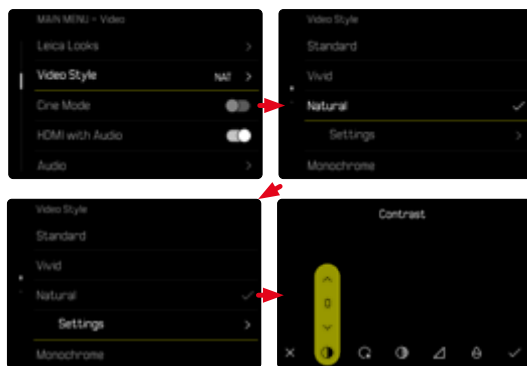 MAIN MENU > Video
Leica Looks
Video Style NAT >
Cine Mode
HDMI with Audio
Audio
Video Style
Standard
Vivid
Natural
Settings
Monochrome
Video Style
Standard
Vivid
Natural
Settings
Monochrome
Contrast
0